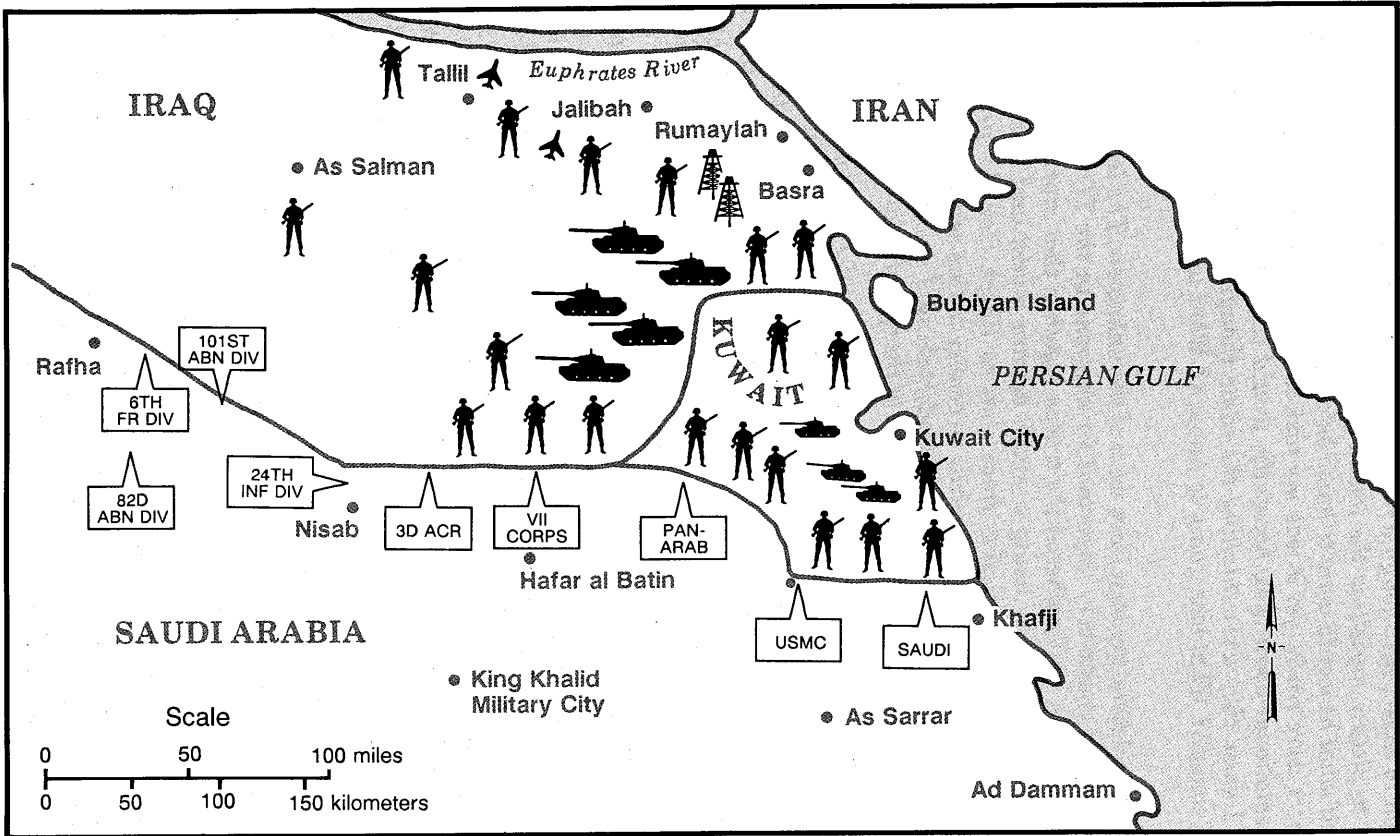 Tallil
Euphrates River
IRAQ
Jalibah
IRAN
Rumaylah
As Salman
Basra
Bubiyan Island
KUWAIT
101ST
ABN DIV
Rafha
PERSIAN GULF
6TH
FR DIV
Kuwait City
24TH
INF DIV
82D
ABN DIV
Nisab
3D ACR
VII
CORPS
PAN-
ARAB
Hafar al Batin
SAUDI ARABIA
USMC
SAUDI
Khafji
-N-
King Khalid
Military City
As Sarrar
Scale
0 50 100 miles
0 50 100 150 kilometers
Ad Dammam